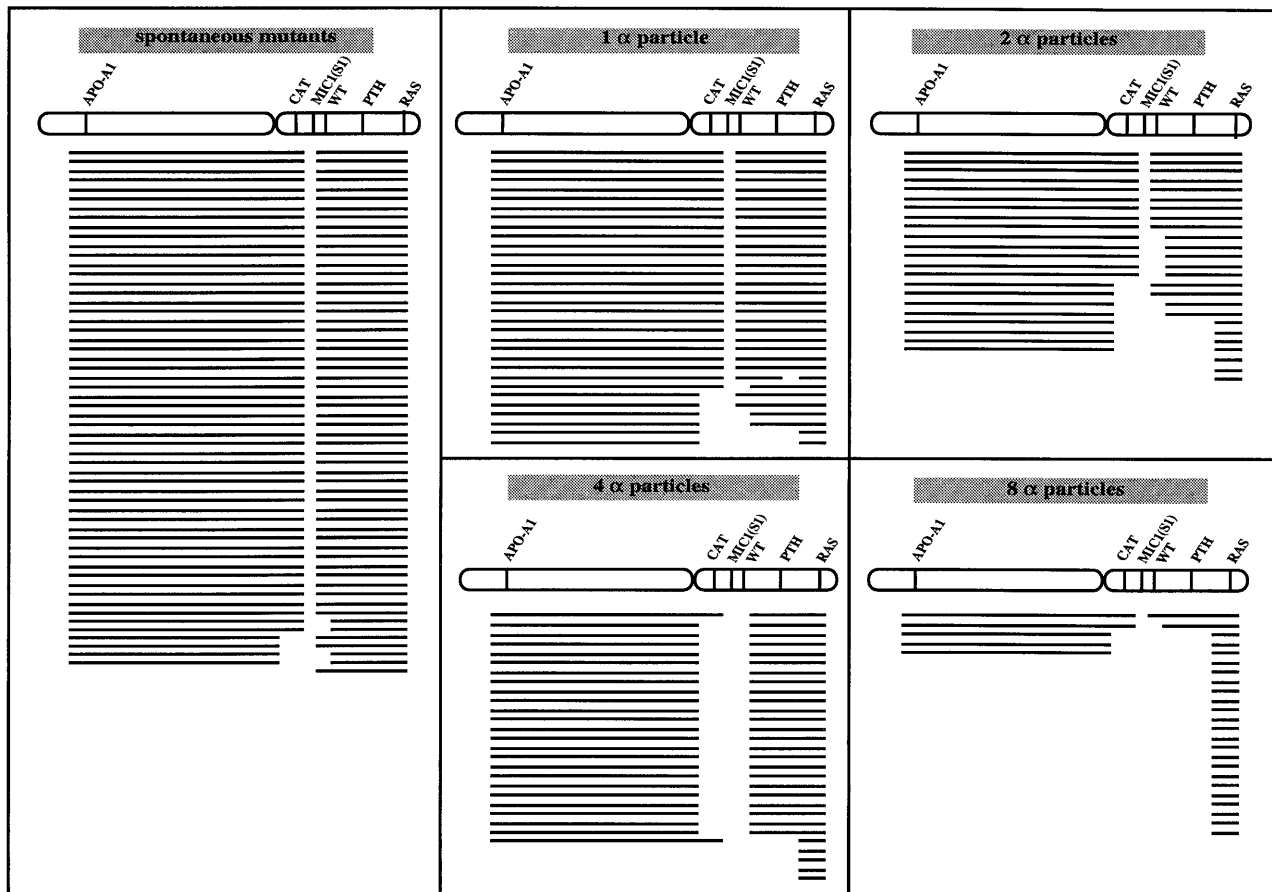 spontaneous mutants
APO-A1
CAT
MIC1(S1)
WT
PTH
RAS
1 α particle
APO-A1
CAT
MIC1(S1)
WT
PTH
RAS
2 α particles
APO-A1
CAT
MIC1(S1)
WT
PTH
RAS
4 α particles
APO-A1
CAT
MIC1(S1)
WT
PTH
RAS
8 α particles
APO-A1
CAT
MIC1(S1)
WT
PTH
RAS